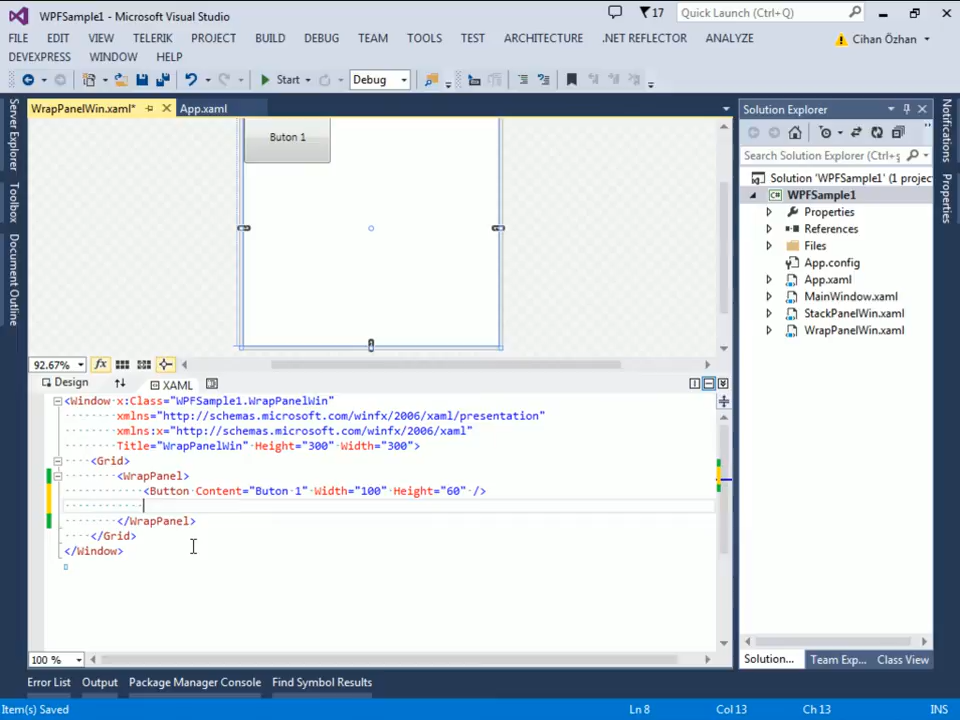 WPFSample1 - Microsoft Visual Studio
17
Quick Launch (Ctrl+Q)
FILE EDIT VIEW TELERIK PROJECT BUILD DEBUG TEAM TOOLS TEST ARCHITECTURE .NET REFLECTOR ANALYZE
Cihan Özhan
DEVEXPRESS WINDOW HELP
Start
Debug
WrapPanelWin.xaml*
App.xaml
Server Explorer
Toolbox
Document Outline
Buton 1
92.67%
fx
Design
XAML
<Window x:Class="WPFSample1.WrapPanelWin"
xmlns="http://schemas.microsoft.com/winfx/2006/xaml/presentation"
xmlns:x="http://schemas.microsoft.com/winfx/2006/xaml"
Title="WrapPanelWin" Height="300" Width="300">
<Grid>
<WrapPanel>
<Button Content="Buton 1" Width="100" Height="60" />
</WrapPanel>
</Grid>
</Window>
100 %
Solution Explorer
Search Solution Explorer (Ctrl+ş
Solution 'WPFSample1' (1 projec
C#
WPFSample1
Properties
References
Files
App.config
App.xaml
MainWindow.xaml
StackPanelWin.xaml
WrapPanelWin.xaml
Solution... Team Exp... Class View
Notifications
Properties
Error List Output Package Manager Console Find Symbol Results
Item(s) Saved
Ln 8
Col 13
Ch 13
INS